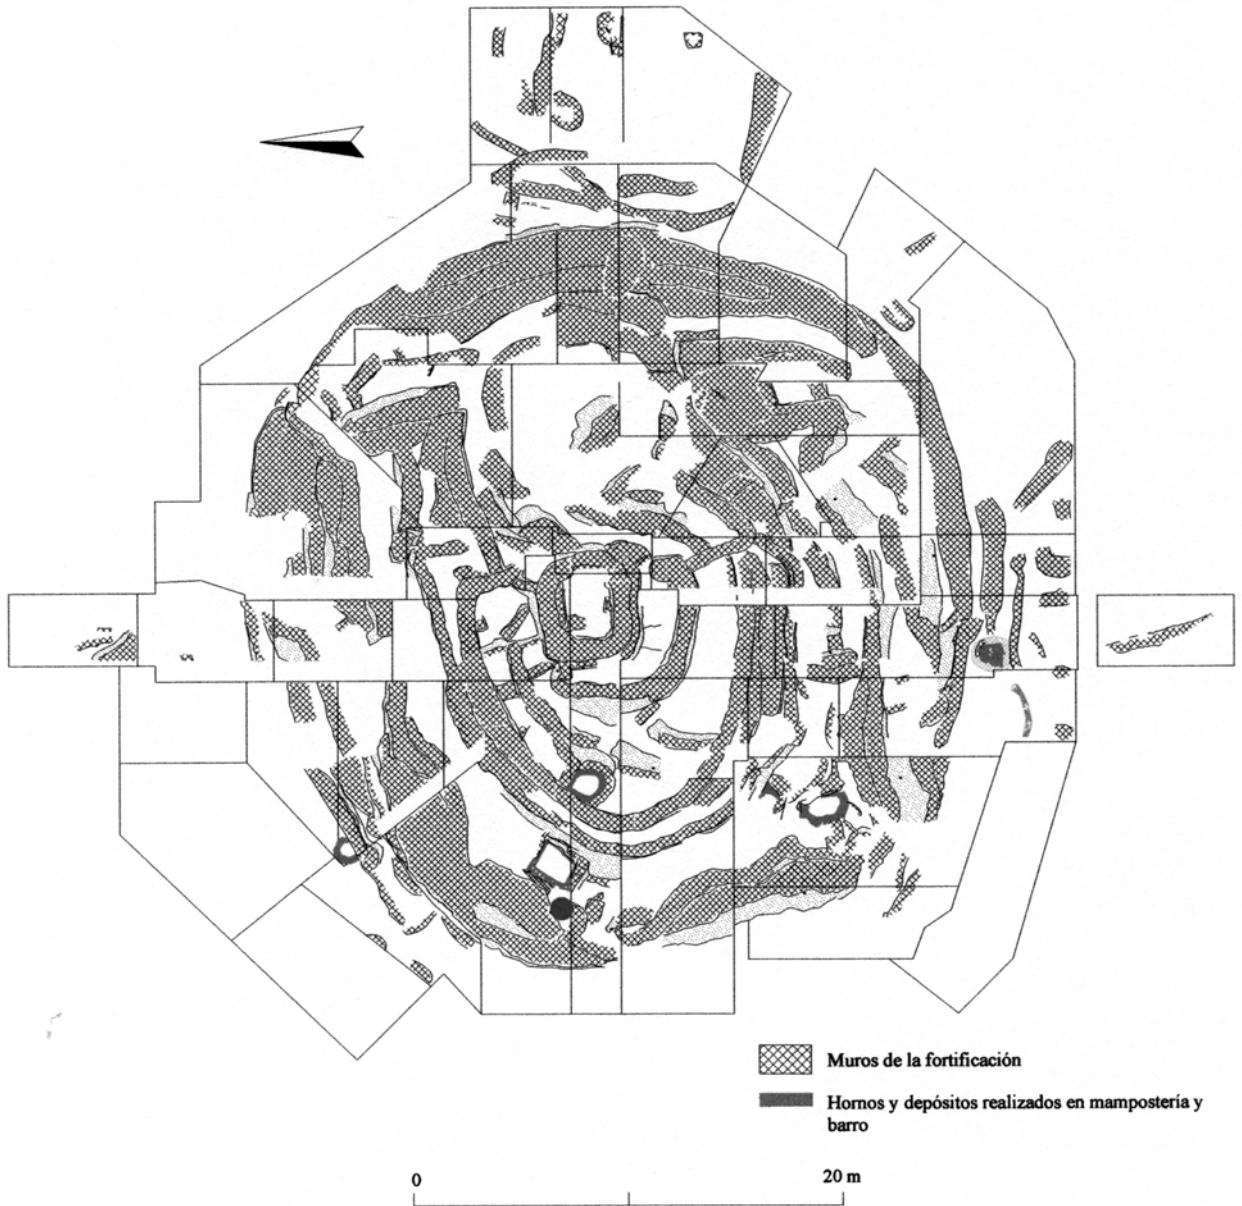 Muros de la fortificación
Hornos y depósitos realizados en mampostería y
barro
0
20 m